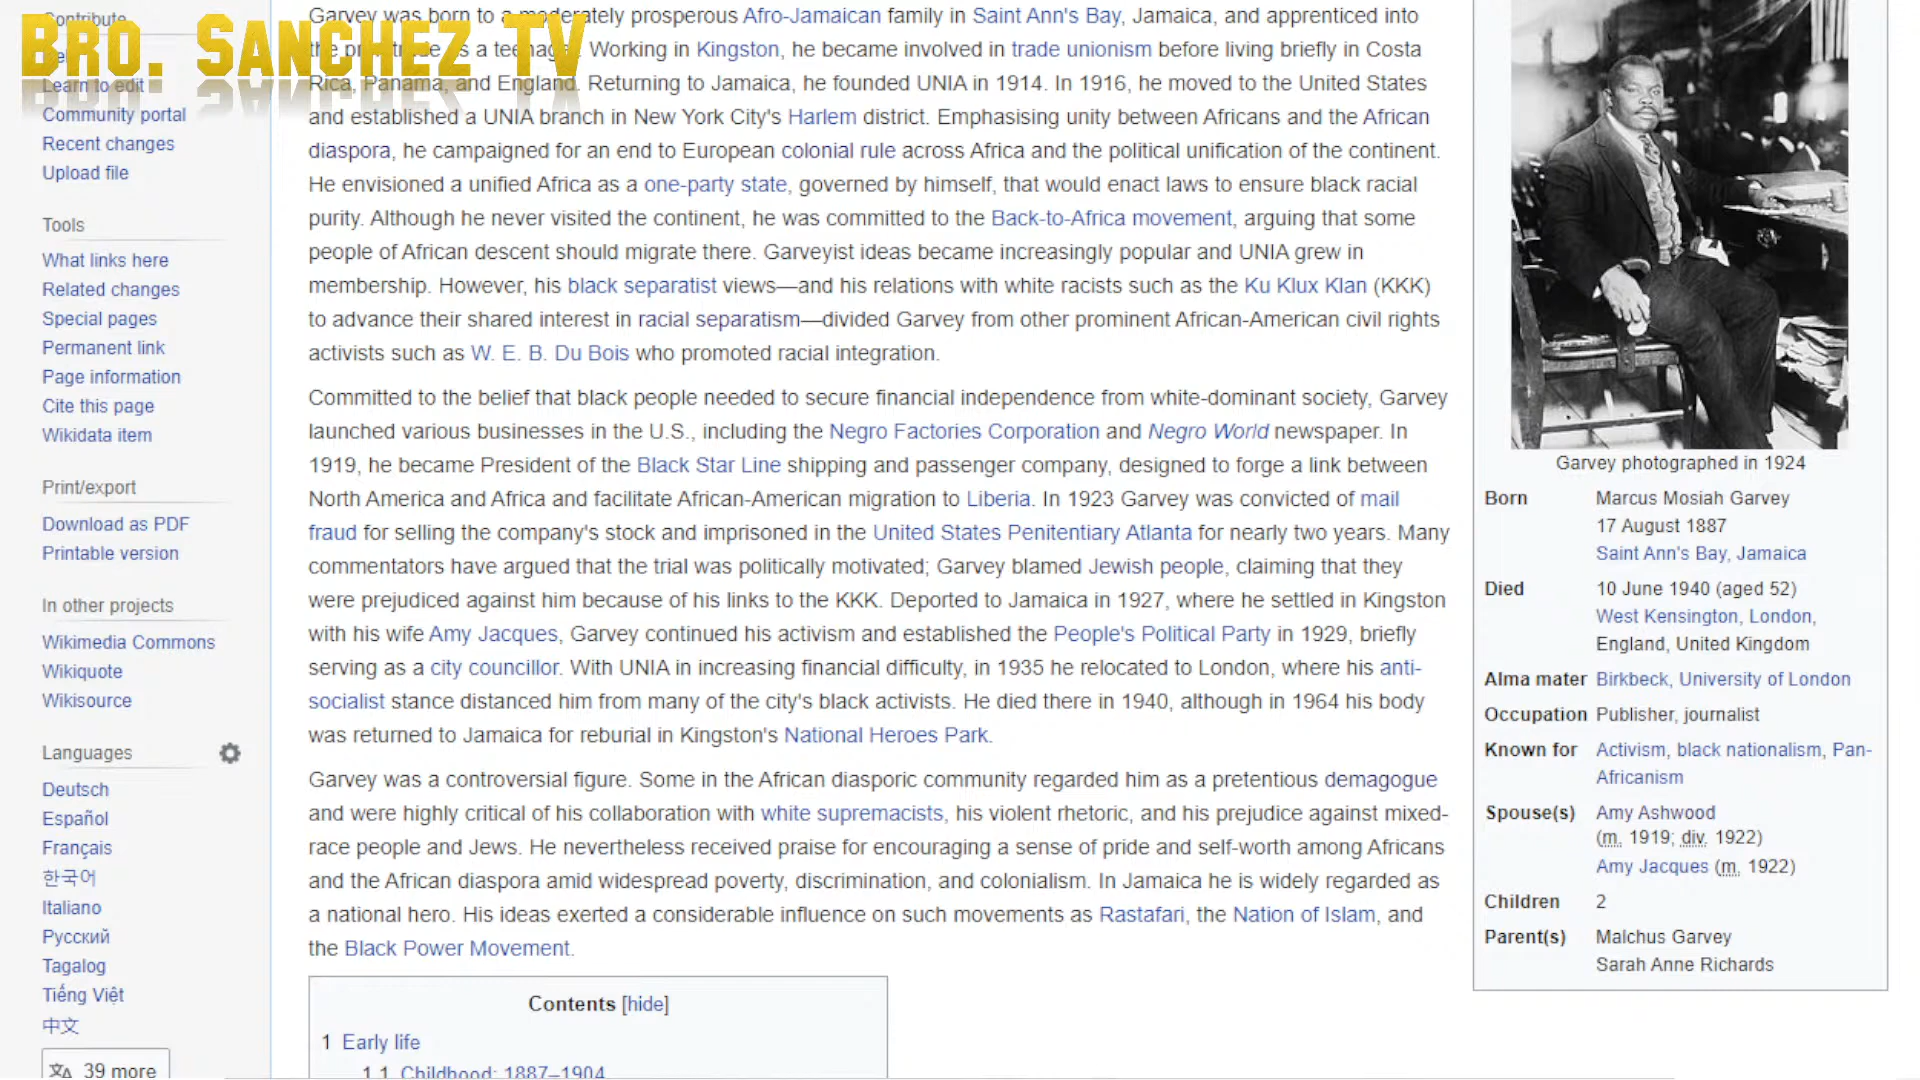 Bro. Sanchez TV
Contribute
Learn to edit
Community portal
Recent changes
Upload file
Tools
What links here
Related changes
Special pages
Permanent link
Page information
Cite this page
Wikidata item
Print/export
Download as PDF
Printable version
In other projects
Wikimedia Commons
Wikiquote
Wikisource
Languages
Deutsch
Español
Français
한국어
Italiano
Русский
Tagalog
Tiếng Việt
中文
39 more
Garvey was born to a moderately prosperous Afro-Jamaican family in Saint Ann's Bay, Jamaica, and apprenticed into
the print trade as a teenager. Working in Kingston, he became involved in trade unionism before living briefly in Costa
Rica, Panama, and England. Returning to Jamaica, he founded UNIA in 1914. In 1916, he moved to the United States
and established a UNIA branch in New York City's Harlem district. Emphasising unity between Africans and the African
diaspora, he campaigned for an end to European colonial rule across Africa and the political unification of the continent.
He envisioned a unified Africa as a one-party state, governed by himself, that would enact laws to ensure black racial
purity. Although he never visited the continent, he was committed to the Back-to-Africa movement, arguing that some
people of African descent should migrate there. Garveyist ideas became increasingly popular and UNIA grew in
membership. However, his black separatist views—and his relations with white racists such as the Ku Klux Klan (KKK)
to advance their shared interest in racial separatism—divided Garvey from other prominent African-American civil rights
activists such as W. E. B. Du Bois who promoted racial integration.
Committed to the belief that black people needed to secure financial independence from white-dominant society, Garvey
launched various businesses in the U.S., including the Negro Factories Corporation and Negro World newspaper. In
1919, he became President of the Black Star Line shipping and passenger company, designed to forge a link between
North America and Africa and facilitate African-American migration to Liberia. In 1923 Garvey was convicted of mail
fraud for selling the company's stock and imprisoned in the United States Penitentiary Atlanta for nearly two years. Many
commentators have argued that the trial was politically motivated; Garvey blamed Jewish people, claiming that they
were prejudiced against him because of his links to the KKK. Deported to Jamaica in 1927, where he settled in Kingston
with his wife Amy Jacques, Garvey continued his activism and established the People's Political Party in 1929, briefly
serving as a city councillor. With UNIA in increasing financial difficulty, in 1935 he relocated to London, where his anti-
socialist stance distanced him from many of the city's black activists. He died there in 1940, although in 1964 his body
was returned to Jamaica for reburial in Kingston's National Heroes Park.
Garvey was a controversial figure. Some in the African diasporic community regarded him as a pretentious demagogue
and were highly critical of his collaboration with white supremacists, his violent rhetoric, and his prejudice against mixed-
race people and Jews. He nevertheless received praise for encouraging a sense of pride and self-worth among Africans
and the African diaspora amid widespread poverty, discrimination, and colonialism. In Jamaica he is widely regarded as
a national hero. His ideas exerted a considerable influence on such movements as Rastafari, the Nation of Islam, and
the Black Power Movement.
Contents [hide]
1 Early life
1.1 Childhood: 1887–1904
Garvey photographed in 1924
Born Marcus Mosiah Garvey
17 August 1887
Saint Ann's Bay, Jamaica
Died 10 June 1940 (aged 52)
West Kensington, London,
England, United Kingdom
Alma mater Birkbeck, University of London
Occupation Publisher, journalist
Known for Activism, black nationalism, Pan-
Africanism
Spouse(s) Amy Ashwood
(m. 1919; div. 1922)
Amy Jacques (m. 1922)
Children 2
Parent(s) Malchus Garvey
Sarah Anne Richards